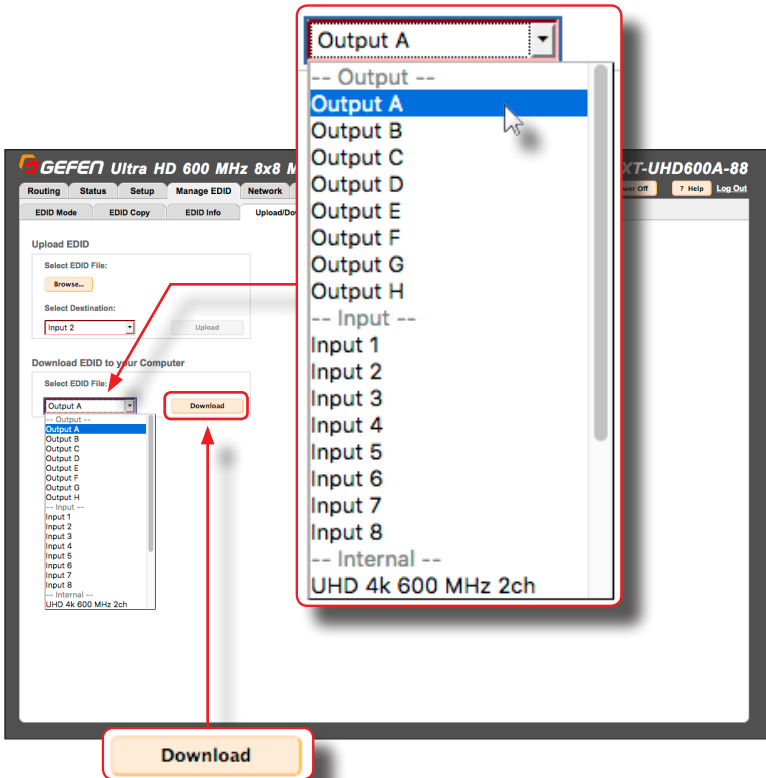 Output A
-- Output --
Output A
Output B
Output C
Output D
Output E
Output F
Output G
Output H
-- Input --
Input 1
Input 2
Input 3
Input 4
Input 5
Input 6
Input 7
Input 8
-- Internal --
UHD 4k 600 MHz 2ch
GEFEN Ultra HD 600 MHz 8x8 M
XT-UHD600A-88
Routing Status Setup Manage EDID Network
wer Off ? Help Log Out
EDID Mode EDID Copy EDID Info Upload/Dow
Upload EDID
Select EDID File:
Browse...
Select Destination:
Input 2 Upload
Download EDID to your Computer
Select EDID File:
Output A Download
-- Output --
Output A
Output B
Output C
Output D
Output E
Output F
Output G
Output H
-- Input --
Input 1
Input 2
Input 3
Input 4
Input 5
Input 6
Input 7
Input 8
-- Internal --
UHD 4k 600 MHz 2ch
Download